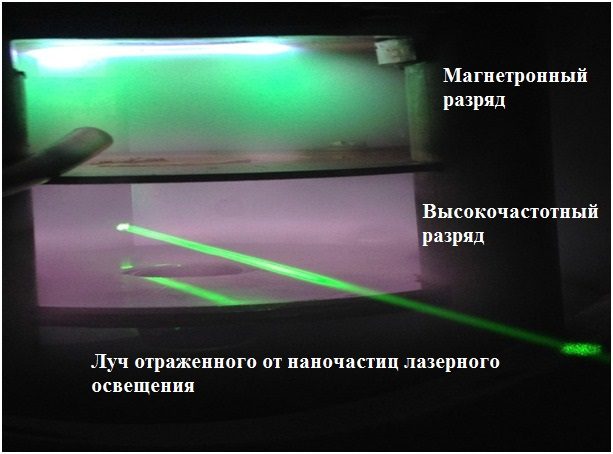 Магнетронный
разряд
Высокочастотный
разряд
Луч отраженного от наночастиц лазерного
освещения